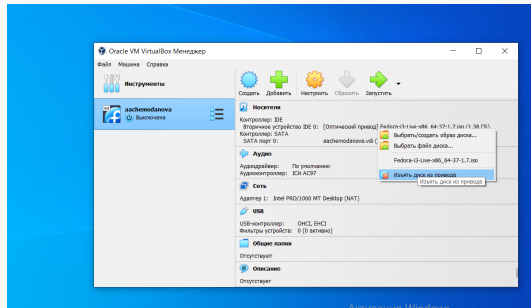 Oracle VM VirtualBox Менеджер
Файл Машина Справка
Инструменты
Создать Добавить Настроить Сбросить Запустить
aachemodanova
Выключена
Носители
Контроллер: IDE
Вторичное устройство IDE 0: [Оптический привод] Fedora-i3-Live-x86_64-37-1.7.iso (1,38 ГБ)
Контроллер: SATA
SATA порт 0: aachemodanova.vdi (
Выбрать/создать образ диска...
Выбрать файл диска...
Fedora-i3-Live-x86_64-37-1.7.iso
Изъять диск из привода
Изъять диск из привода
Аудио
Аудиодрайвер: По умолчанию
Аудиоконтроллер: ICH AC97
Сеть
Адаптер 1: Intel PRO/1000 MT Desktop (NAT)
USB
USB-контроллер: OHCI, EHCI
Фильтры устройств: 0 (0 активно)
Общие папки
Отсутствуют
Описание
Отсутствует
Активация Windows